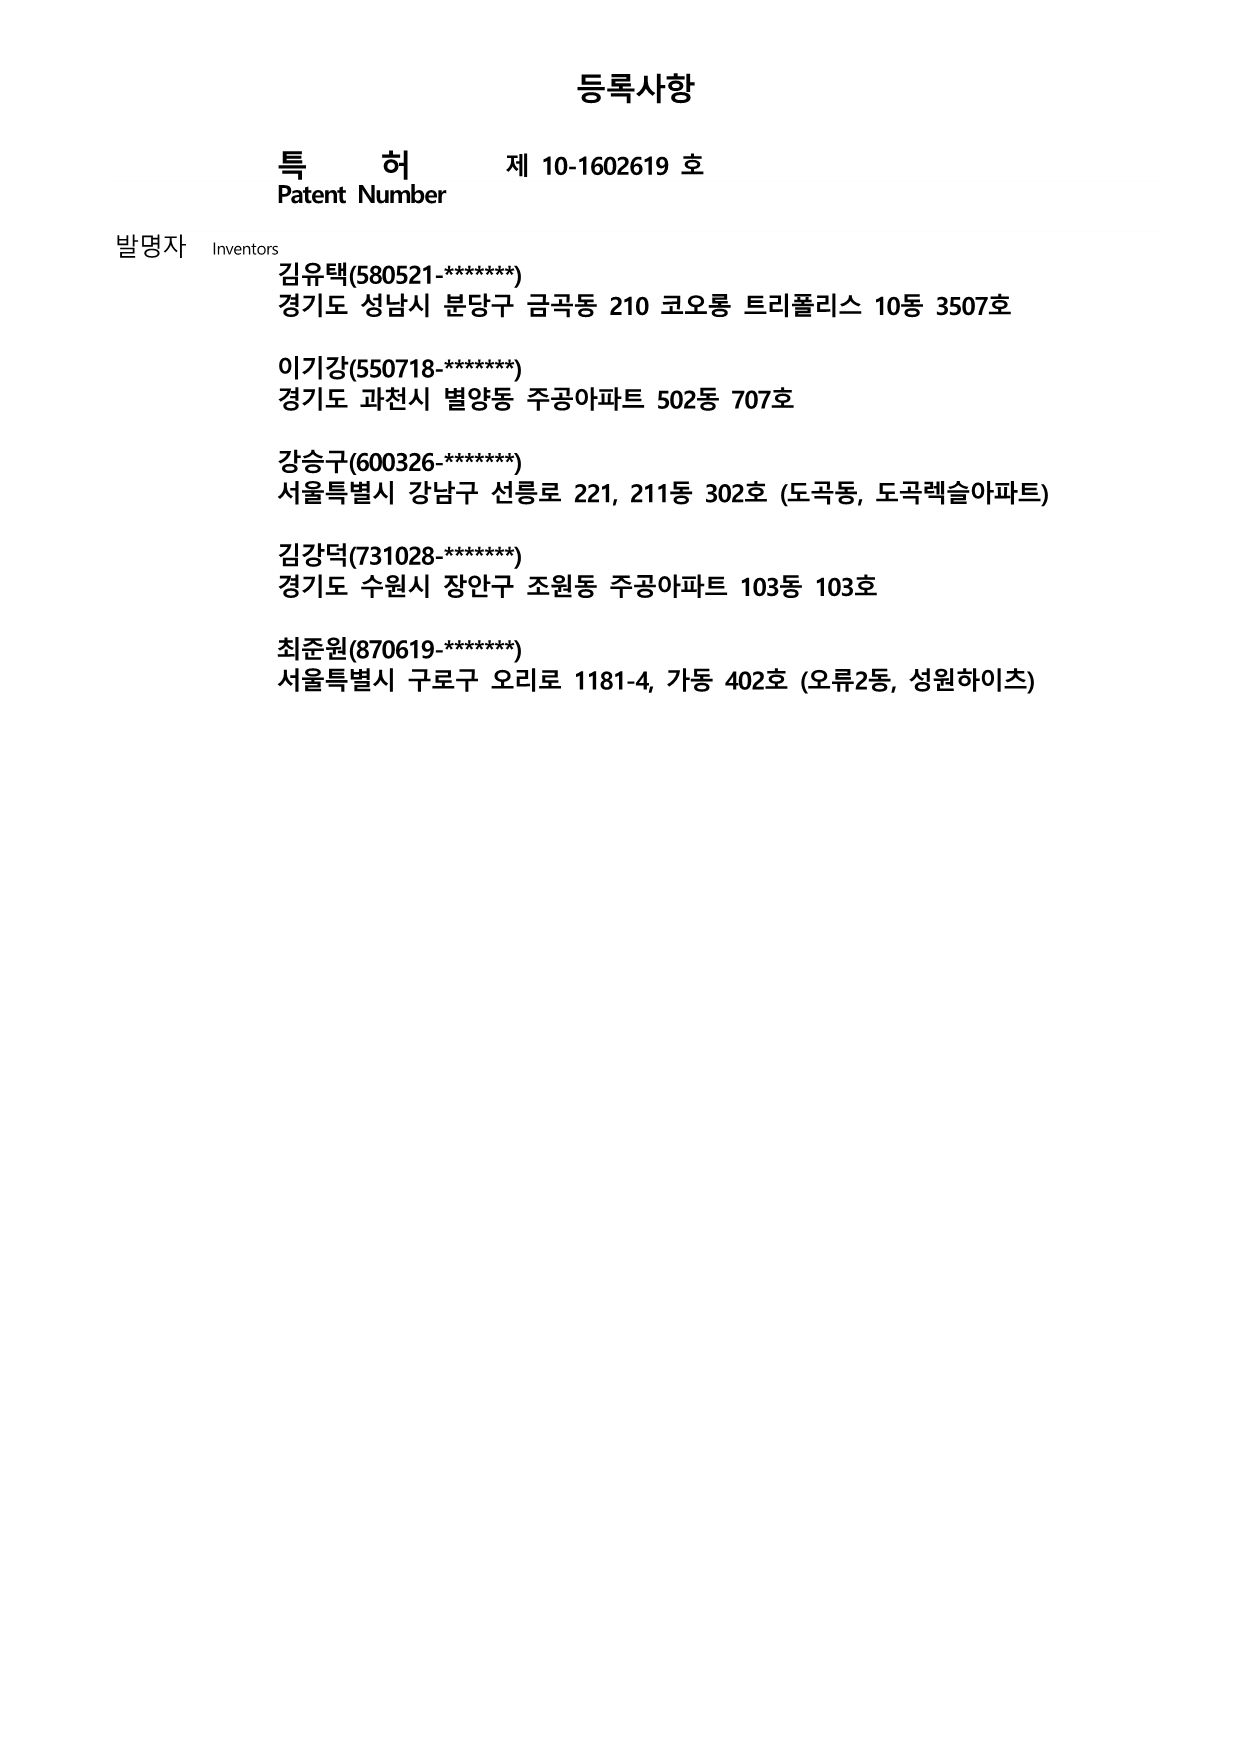 등록사항
특 허 제 10-1602619 호
Patent Number
발명자 Inventors
김유택(580521-*******)
경기도 성남시 분당구 금곡동 210 코오롱 트리폴리스 10동 3507호
이기강(550718-*******)
경기도 과천시 별양동 주공아파트 502동 707호
강승구(600326-*******)
서울특별시 강남구 선릉로 221, 211동 302호 (도곡동, 도곡렉슬아파트)
김강덕(731028-*******)
경기도 수원시 장안구 조원동 주공아파트 103동 103호
최준원(870619-*******)
서울특별시 구로구 오리로 1181-4, 가동 402호 (오류2동, 성원하이츠)